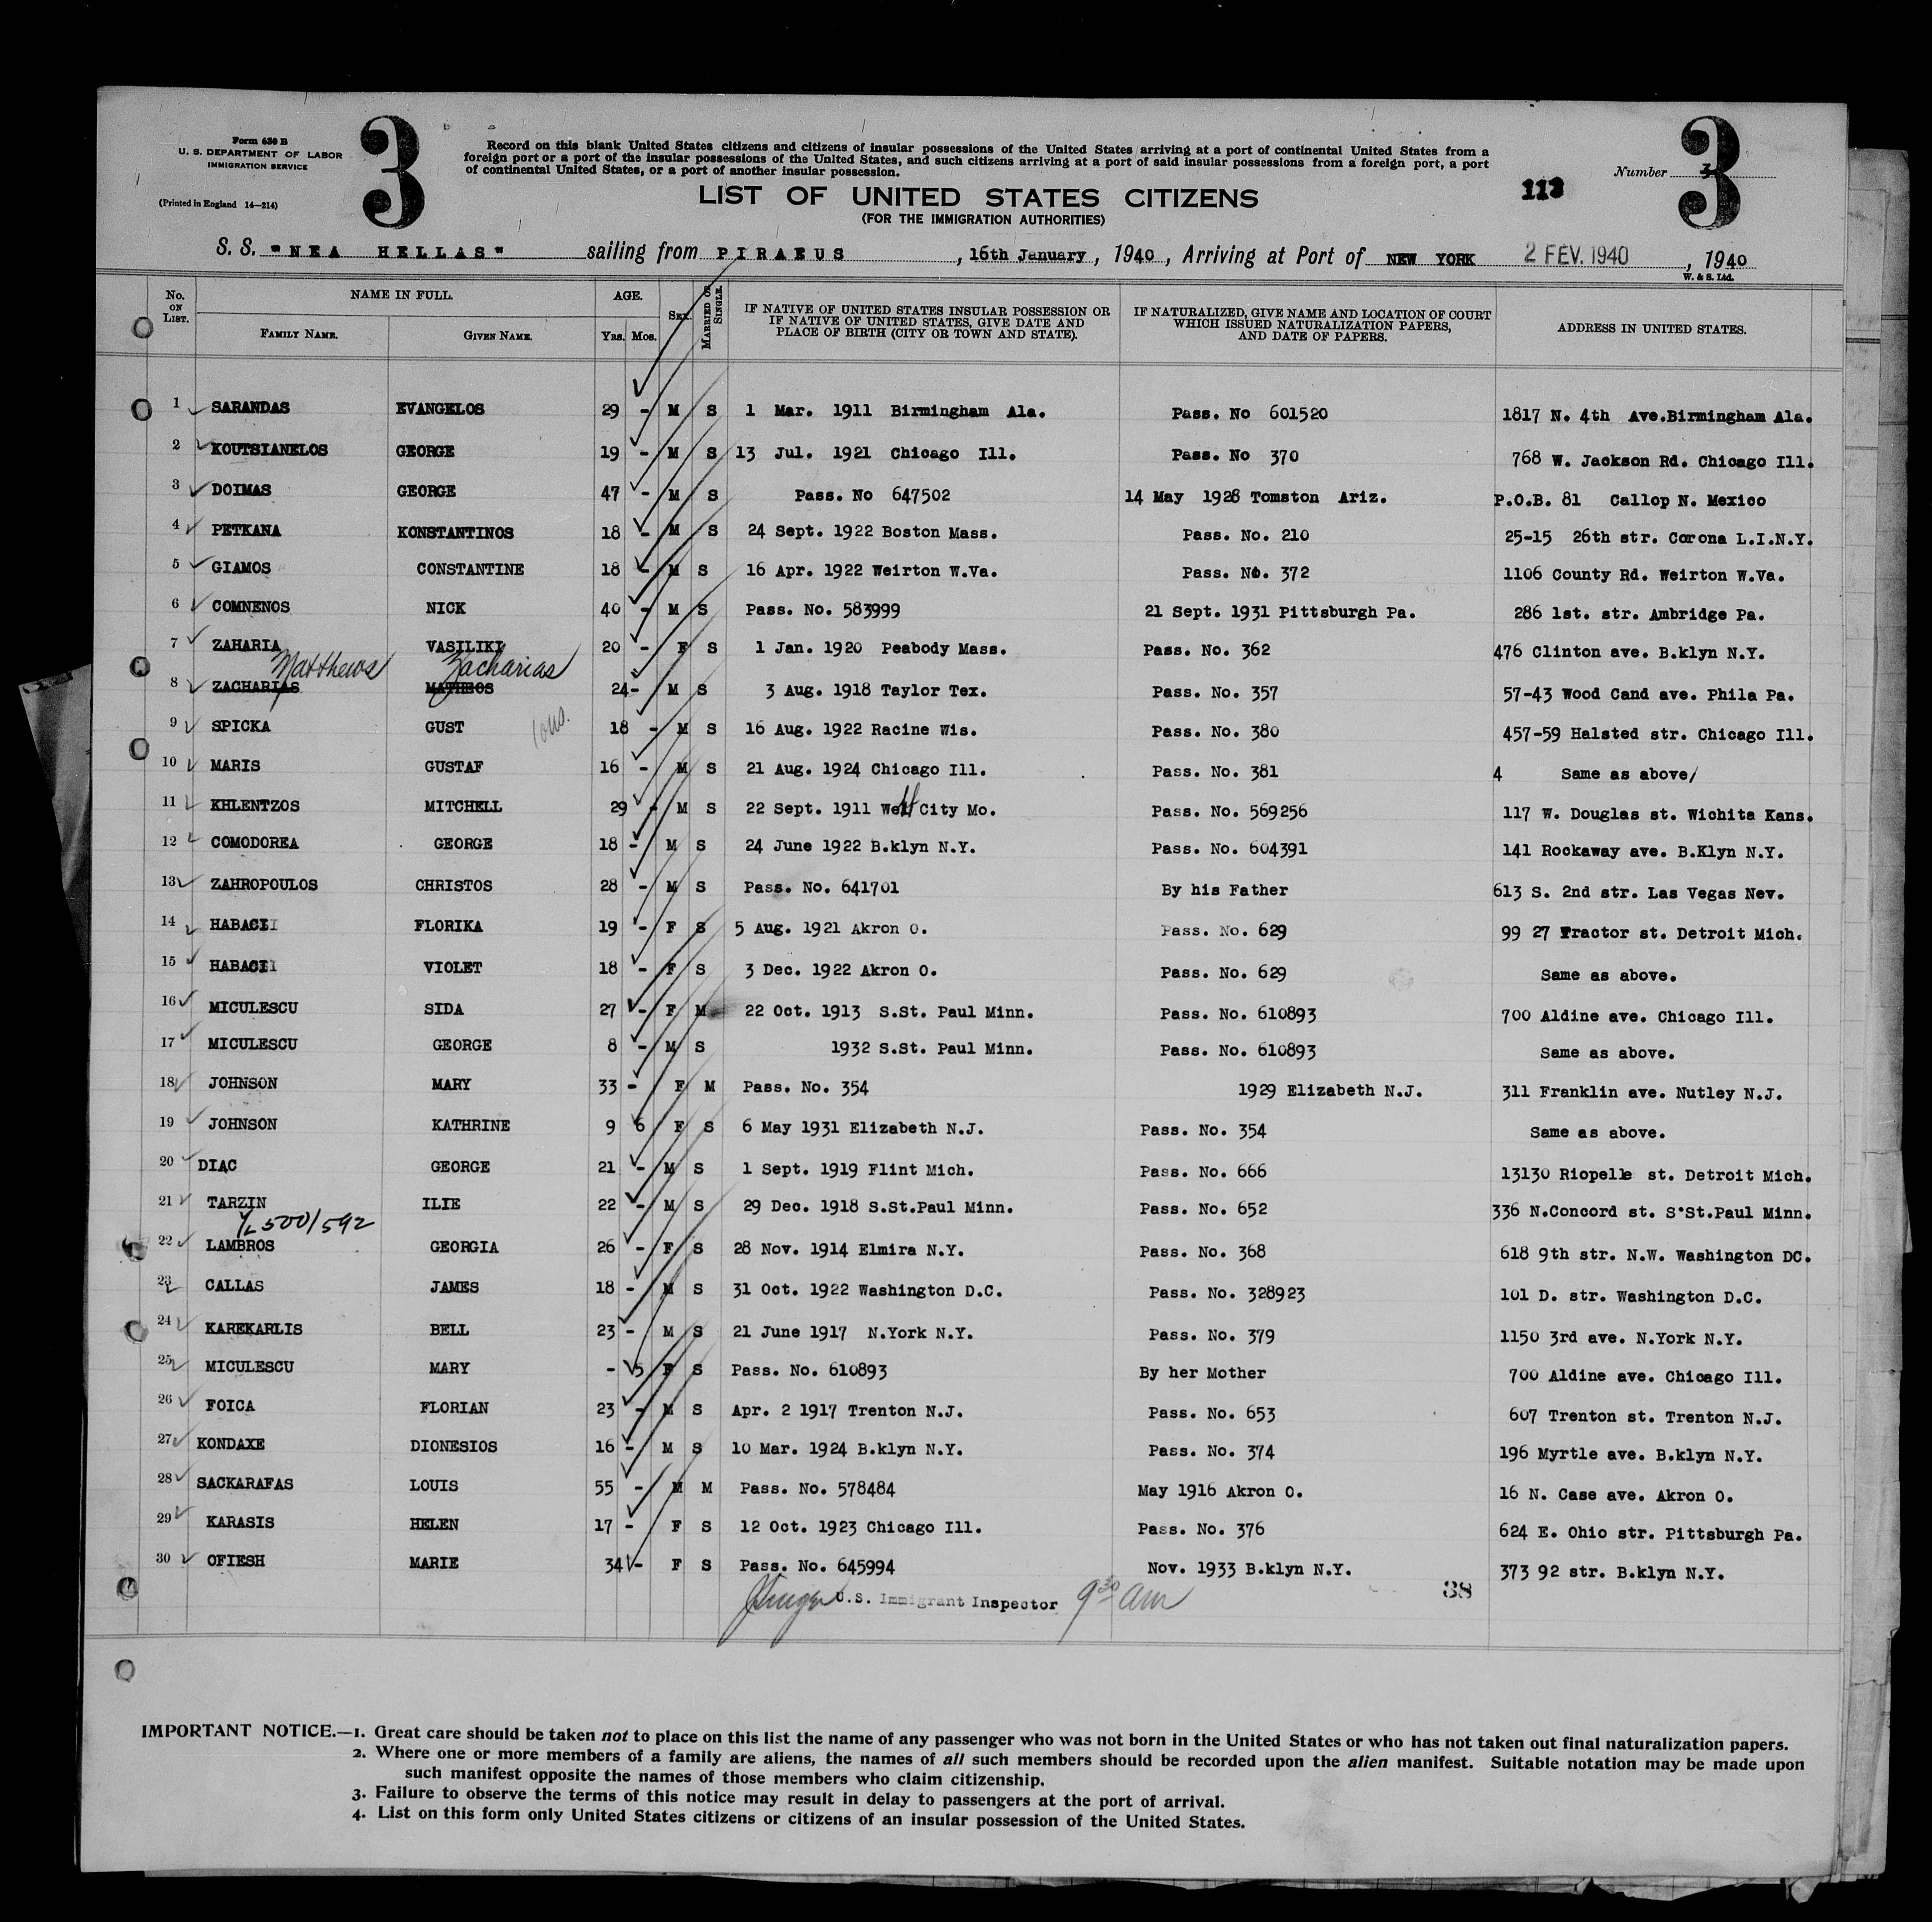 Form 630 B
U. S. DEPARTMENT OF LABOR
IMMIGRATION SERVICE
(Printed in England 14—214)
3
Record on this blank United States citizens and citizens of insular possessions of the United States arriving at a port of continental United States from a
foreign port or a port of the insular possessions of the United States, and such citizens arriving at a port of said insular possessions from a foreign port, a port
of continental United States, or a port of another insular possession.
LIST OF UNITED STATES CITIZENS
(FOR THE IMMIGRATION AUTHORITIES)
113
Number 3
3
S. S. "NEA HELLAS" sailing from PIRAEUS, 16th January, 1940, Arriving at Port of NEW YORK 2 FEV. 1940, 1940
W. & S. Ltd.
No. ON LIST. NAME IN FULL. AGE. SEX. MARRIED OR SINGLE. IF NATIVE OF UNITED STATES INSULAR POSSESSION OR IF NATIVE OF UNITED STATES, GIVE DATE AND PLACE OF BIRTH (CITY OR TOWN AND STATE). IF NATURALIZED, GIVE NAME AND LOCATION OF COURT WHICH ISSUED NATURALIZATION PAPERS, AND DATE OF PAPERS. ADDRESS IN UNITED STATES.
FAMILY NAME. GIVEN NAME. YRS. MOS.
1 SARANDAS EVANGELOS 29 - M S 1 Mar. 1911 Birmingham Ala. Pass. No 601520 1817 N. 4th Ave.Birmingham Ala.
2 KOUTSIANELOS GEORGE 19 - M S 13 Jul. 1921 Chicago Ill. Pass. No 370 768 W. Jackson Rd. Chicago Ill.
3 DOIMAS GEORGE 47 - M S Pass. No 647502 14 May 1928 Tomston Ariz. P.O.B. 81 Callop N. Mexico
4 PETKANA KONSTANTINOS 18 - M S 24 Sept. 1922 Boston Mass. Pass. No. 210 25-15 26th str. Corona L.I.N.Y.
5 GIAMOS CONSTANTINE 18 - M S 16 Apr. 1922 Weirton W.Va. Pass. No. 372 1106 County Rd. Weirton W.Va.
6 COMNENOS NICK 40 - M S Pass. No. 583999 21 Sept. 1931 Pittsburgh Pa. 286 1st. str. Ambridge Pa.
7 ZAHARIA VASILIKI 20 - F S 1 Jan. 1920 Peabody Mass. Pass. No. 362 476 Clinton ave. B.klyn N.Y.
Matthews Zacharias
8 ZACHARIAS MATHEOS 24- M S 3 Aug. 1918 Taylor Tex. Pass. No. 357 57-43 Wood Cand ave. Phila Pa.
9 SPICKA GUST 18 - M S 16 Aug. 1922 Racine Wis. Pass. No. 380 457-59 Halsted str. Chicago Ill.
10 MARIS GUSTAF 16 - M S 21 Aug. 1924 Chicago Ill. Pass. No. 381 4 Same as above/
11 KHLENTZOS MITCHELL 29 - M S 22 Sept. 1911 Well City Mo. Pass. No. 569256 117 W. Douglas st. Wichita Kans.
12 COMODOREA GEORGE 18 - M S 24 June 1922 B.klyn N.Y. Pass. No. 604391 141 Rockaway ave. B.Klyn N.Y.
13 ZAHROPOULOS CHRISTOS 28 - M S Pass. No. 641701 By his Father 613 S. 2nd str. Las Vegas Nev.
14 HABACII FLORIKA 19 - F S 5 Aug. 1921 Akron O. Pass. No. 629 99 27 Tractor st. Detroit Mich.
15 HABACII VIOLET 18 - F S 3 Dec. 1922 Akron O. Pass. No. 629 Same as above.
16 MICULESCU SIDA 27 - F M 22 Oct. 1913 S.St. Paul Minn. Pass. No. 610893 700 Aldine ave. Chicago Ill.
17 MICULESCU GEORGE 8 - M S 1932 S.St. Paul Minn. Pass. No. 610893 Same as above.
18 JOHNSON MARY 33 - F M Pass. No. 354 1929 Elizabeth N.J. 311 Franklin ave. Nutley N.J.
19 JOHNSON KATHRINE 9 6 F S 6 May 1931 Elizabeth N.J. Pass. No. 354 Same as above.
20 DIAC GEORGE 21 - M S 1 Sept. 1919 Flint Mich. Pass. No. 666 13130 Riopelle st. Detroit Mich.
21 TARZIN ILIE 22 - M S 29 Dec. 1918 S.St.Paul Minn. Pass. No. 652 336 N.Concord st. S'St.Paul Minn.
500/592
22 LAMBROS GEORGIA 26 - F S 28 Nov. 1914 Elmira N.Y. Pass. No. 368 618 9th str. N.W. Washington DC.
23 CALLAS JAMES 18 - M S 31 Oct. 1922 Washington D.C. Pass. No. 328923 101 D. str. Washington D.C.
24 KAREKARLIS BELL 23 - M S 21 June 1917 N.York N.Y. Pass. No. 379 1150 3rd ave. N.York N.Y.
25 MICULESCU MARY - 5 F S Pass. No. 610893 By her Mother 700 Aldine ave. Chicago Ill.
26 FOICA FLORIAN 23 - M S Apr. 2 1917 Trenton N.J. Pass. No. 653 607 Trenton st. Trenton N.J.
27 KONDAXE DIONESIOS 16 - M S 10 Mar. 1924 B.klyn N.Y. Pass. No. 374 196 Myrtle ave. B.klyn N.Y.
28 SACKARAFAS LOUIS 55 - M M Pass. No. 578484 May 1916 Akron O. 16 N. Case ave. Akron O.
29 KARASIS HELEN 17 - F S 12 Oct. 1923 Chicago Ill. Pass. No. 376 624 E. Ohio str. Pittsburgh Pa.
30 OFIESH MARIE 34 - F S Pass. No. 645994 Nov. 1933 B.klyn N.Y. 373 92 str. B.klyn N.Y.
U.S. Immigrant Inspector 9 30 am 38
IMPORTANT NOTICE.—1. Great care should be taken not to place on this list the name of any passenger who was not born in the United States or who has not taken out final naturalization papers.
2. Where one or more members of a family are aliens, the names of all such members should be recorded upon the alien manifest. Suitable notation may be made upon
such manifest opposite the names of those members who claim citizenship.
3. Failure to observe the terms of this notice may result in delay to passengers at the port of arrival.
4. List on this form only United States citizens or citizens of an insular possession of the United States.